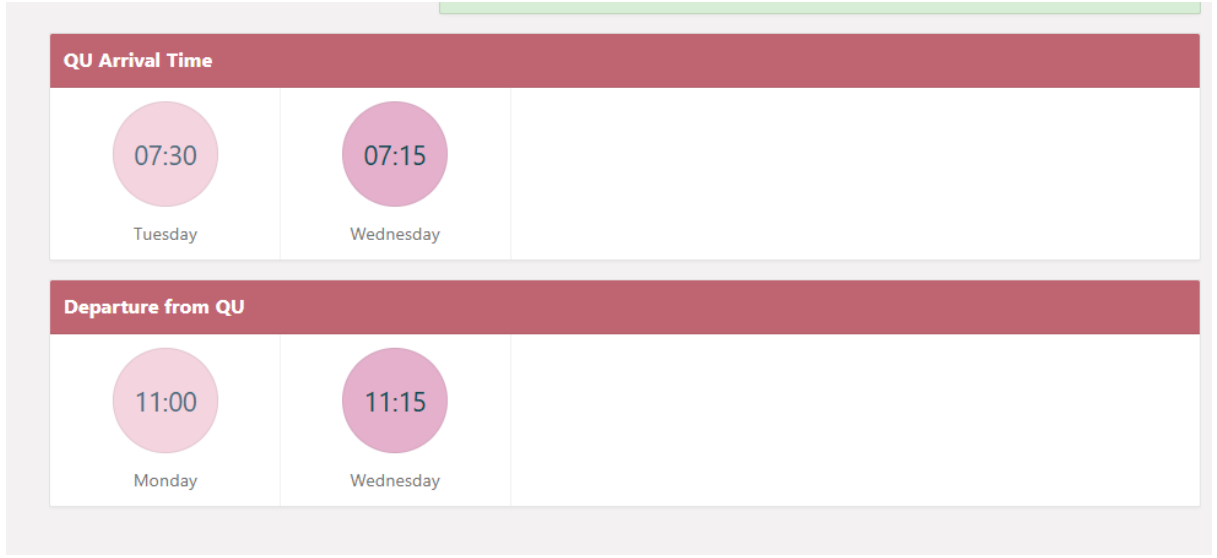 QU Arrival Time
07:30 07:15
Tuesday Wednesday
Departure from QU
11:00 11:15
Monday Wednesday